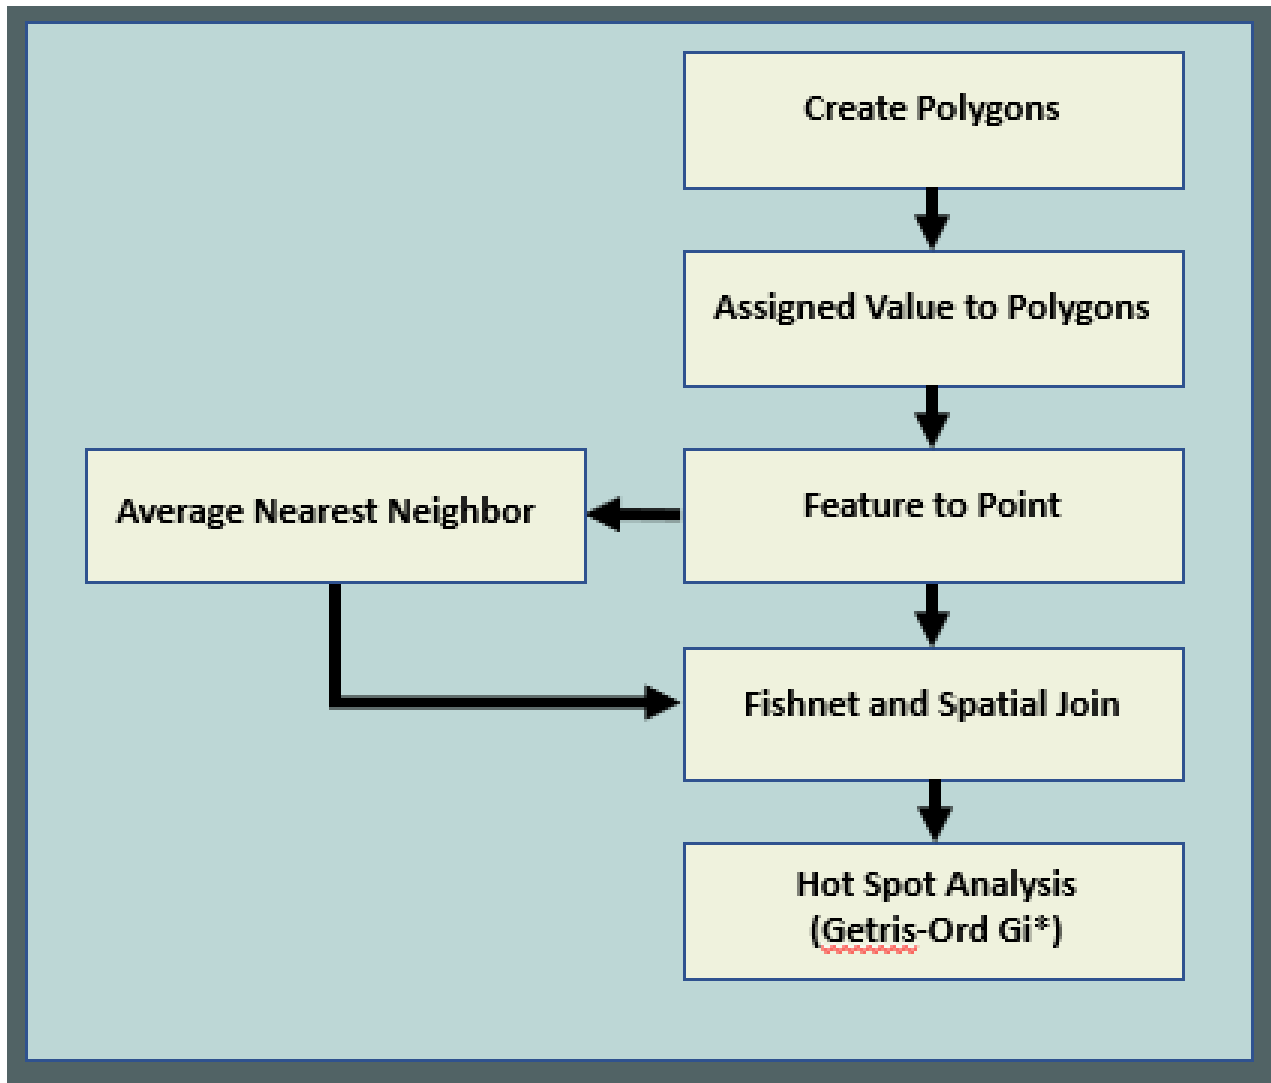 Create Polygons
Assigned Value to Polygons
Average Nearest Neighbor
Feature to Point
Fishnet and Spatial Join
Hot Spot Analysis
(Getris-Ord Gi*)